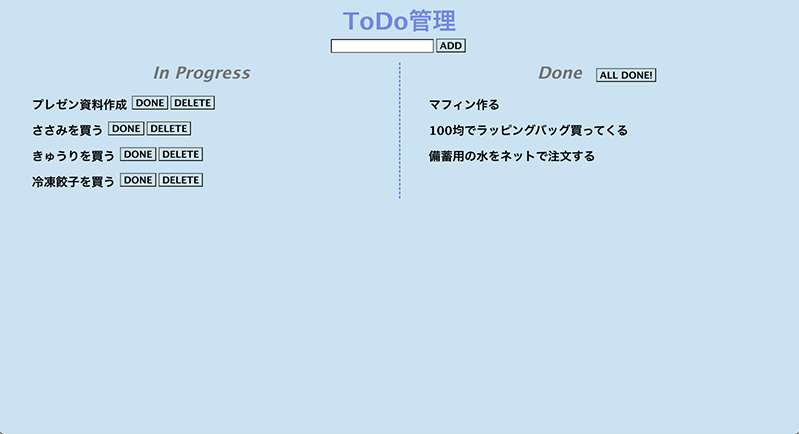 ToDo管理
ADD
In Progress
プレゼン資料作成 DONE DELETE
ささみを買う DONE DELETE
きゅうりを買う DONE DELETE
冷凍餃子を買う DONE DELETE
Done ALL DONE!
マフィン作る
100均でラッピングバッグ買ってくる
備蓄用の水をネットで注文する